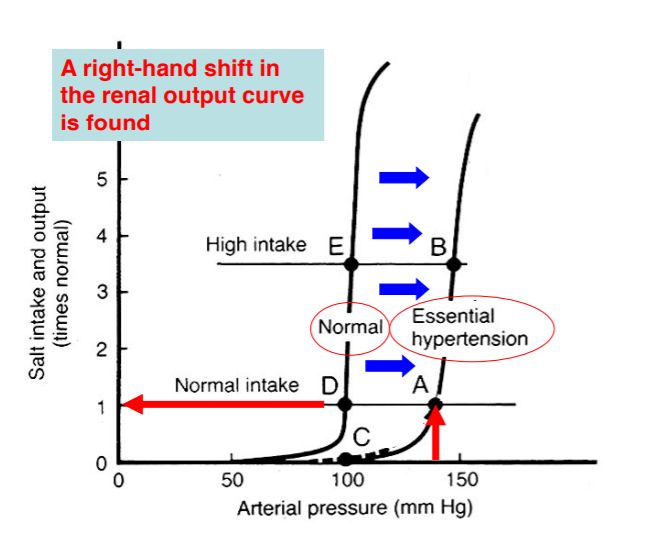 A right-hand shift in
the renal output curve
is found
Salt intake and output
(times normal)
5
4
3
2
1
0
High intake
E
B
Normal
Essential
hypertension
Normal intake
D
A
C
0
50
100
150
Arterial pressure (mm Hg)